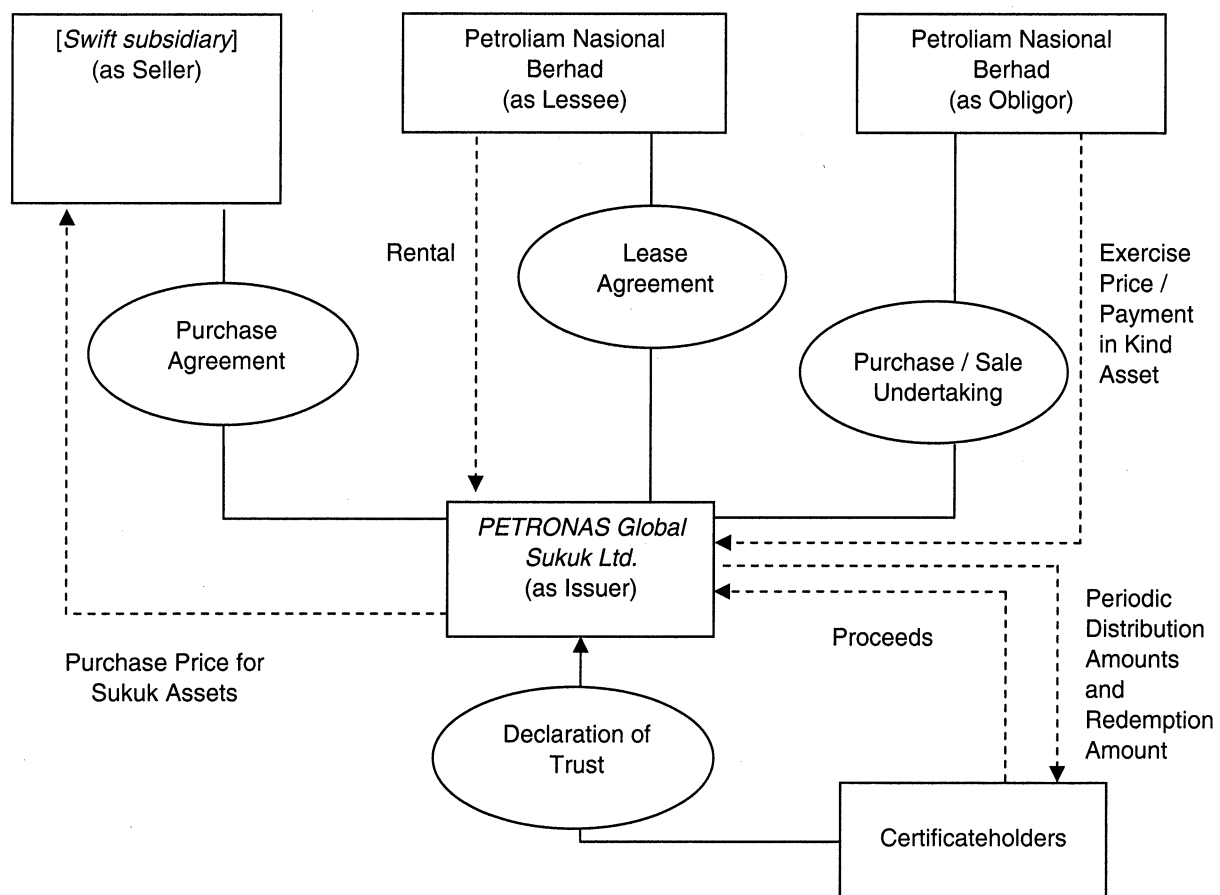 [Swift subsidiary]
(as Seller)
Petroliam Nasional
Berhad
(as Lessee)
Petroliam Nasional
Berhad
(as Obligor)
Rental
Lease
Agreement
Exercise
Price /
Payment
in Kind
Asset
Purchase
Agreement
Purchase / Sale
Undertaking
PETRONAS Global
Sukuk Ltd.
(as Issuer)
Purchase Price for
Sukuk Assets
Proceeds
Periodic
Distribution
Amounts
and
Redemption
Amount
Declaration of
Trust
Certificateholders